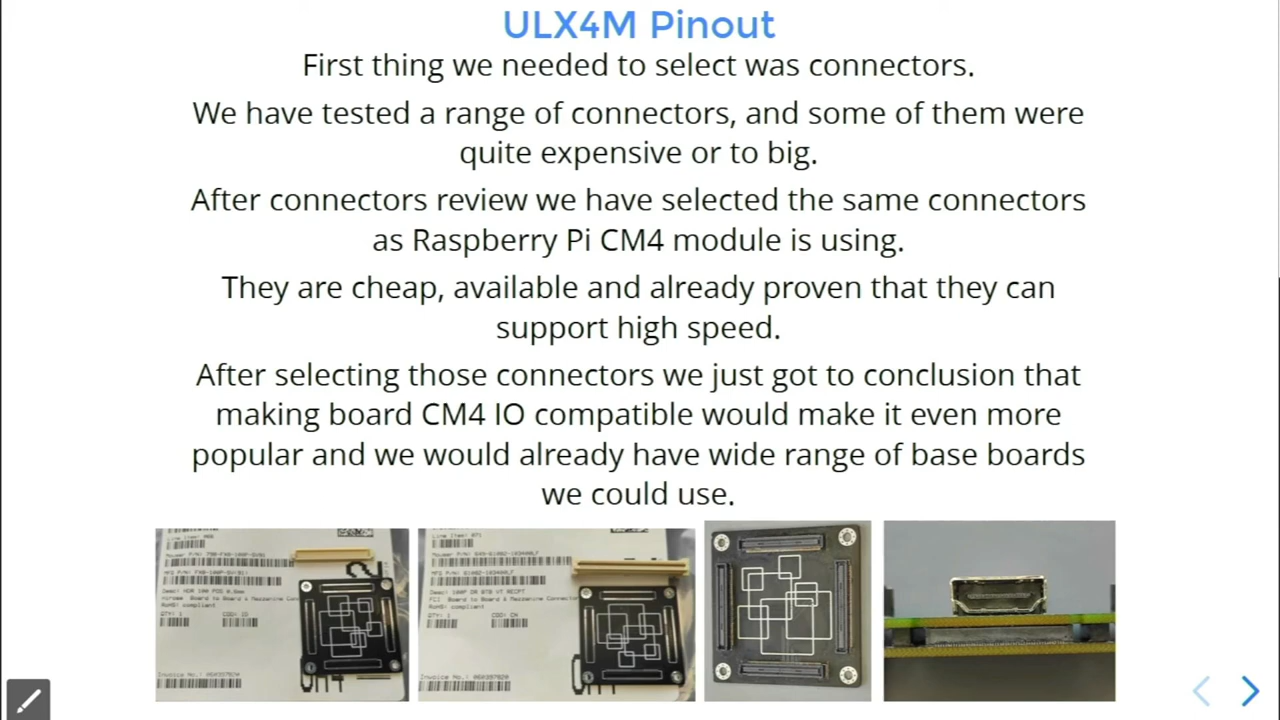 ULX4M Pinout
First thing we needed to select was connectors.
We have tested a range of connectors, and some of them were
quite expensive or to big.
After connectors review we have selected the same connectors
as Raspberry Pi CM4 module is using.
They are cheap, available and already proven that they can
support high speed.
After selecting those connectors we just got to conclusion that
making board CM4 IO compatible would make it even more
popular and we would already have wide range of base boards
we could use.
RoHS: compliant
RoHS: compliant